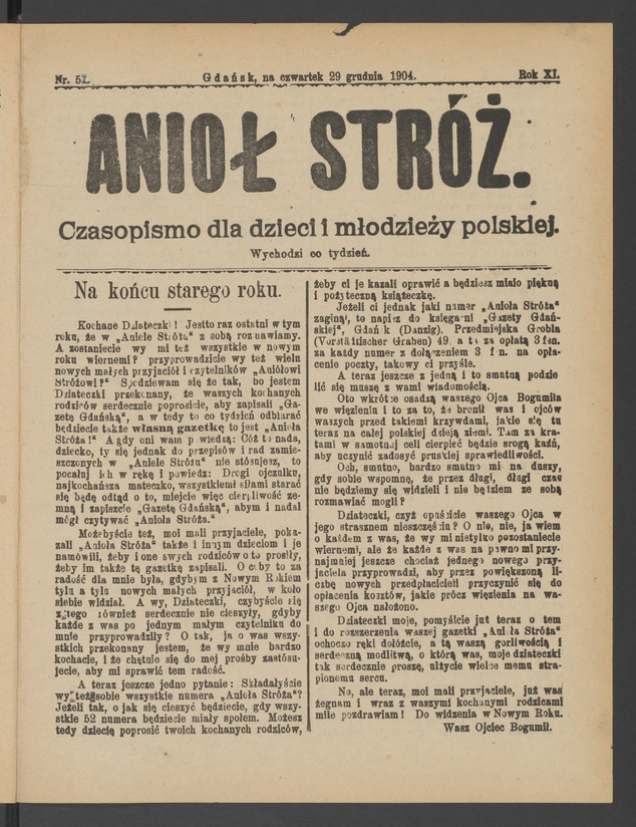 Nr. 51.
Gdańsk, na czwartek 29 grudnia 1904.
Rok XI.
ANIOŁ STRÓŻ.
Czasopismo dla dzieci i młodzieży polskiej.
Wychodzi co tydzień.
Na końcu starego roku.
Kochane Dziateczki! Jestto raz ostatni w tym
roku, że w „Aniele Stróżu" z sobą rozmawiamy.
A zostaniecie wy mi też wszystkie w nowym
roku wiernemi? przyprowadzicie wy też wielu
nowych małych przyjaciół i czytelników „Aniołowi
Stróżowi?" Spodziewam się że tak, bo jestem
Dziateczki przekonany, że waszych kochanych
rodziców serdecznie poprosicie, aby zapisali „Ga-
zetę Gdańską", a w tedy to co tydzień odbierać
będziecie także własną gazetkę to jest „Anioła
Stróża!" A gdy oni wam powiedzą: Cóż to nada,
dziecko, ty się jednak do przepisów i rad zamie-
szczonych w „Aniele Stróżu" nie stósujesz, to
pocałuj ich w rękę i powiedz: Drogi ojczulku,
najkochańsza mateczko, wszystkiemi siłami starać
się będę odtąd o to, miejcie więc cierpliwość ze-
mną i zapiszcie „Gazetę Gdańską", abym i nadal
mógł czytywać „Anioła Stróża."
Możebyście też, moi mali przyjaciele, poka-
zali „Anioła Stróża" także i innym dzieciom i je
namówili, żeby i one swych rodziców o to prosiły,
żeby im także tę gazetkę zapisali. O coby to za
radość dla mnie była, gdybym z Nowym Rokiem
tylu a tylu nowych małych przyjaciół, w koło
siebie widział. A wy, Dziateczki, czybyście się
z tego również serdecznie nie cieszyły, gdyby
każde z was po jednym małym czytelniku do
mnie przyprowadziły? O tak, ja o was wszy-
stkich przekonany jestem, że wy mnie bardzo
kochacie, i że chętnie się do mej prośby zastósu-
jecie, aby mi sprawić tem radość.
A teraz jeszcze jedno pytanie: Składałyście
wy też sobie wszystkie numera „Anioła Stróża"?
Jeżeli tak, o jak się cieszyć będziecie, gdy wszy-
stkie 52 numera będziecie miały społem. Możesz
tedy dziecię poprosić twoich kochanych rodziców,
żeby ci je kazali oprawić a będziesz miało piękną
i pożyteczną książeczkę.
Jeżeli ci jednak jaki numer „Anioła Stróża"
zaginął, to napisz do księgarni „Gazety Gdań-
skiej", Gdańsk (Danzig). Przedmiejska Grobla
(Vorstättischer Graben) 49. a ta za opłatą 3 fen.
za każdy numer z dołączeniem 3 fen. na opła-
cenie poczty, takowy ci przyśle.
A teraz jeszcze z jedną i to smutną podzie
lić się muszę z wami wiadomością.
Oto wkrótce osadzą waszego Ojca Bogumiła
we więzieniu i to za to, że bronił was i ojców
waszych przed takiemi krzywdami, jakie się tu
teraz na całej polskiej dzieją ziemi. Tam za kra-
tami w samotnej celi cierpieć będzie srogą kaźń,
aby uczynić zadosyć pruskiej sprawiedliwości.
Och, smutno, bardzo smutno mi na duszy,
gdy sobie wspomnę, że przez długi, długi czas
nie będziemy się widzieli i nie będziem ze sobą
rozmawiać mogli?
Dziateczki, czyż opuścicie waszego Ojca w
jego strasznem nieszczęściu? O nie, nie, ja wiem
o każdem z was, że wy mi nietylko pozostaniecie
wiernemi, ale że każde z was na pewno mi przy-
najmniej jeszcze chociaż jednego nowego przy-
jaciela przyprowadzi, aby przez powiększoną li-
czbę nowych przedpłacicieli przyczynić się do
opłacenia kosztów, jakie prócz więzienia na wa-
szego Ojca nałożono.
Dziateczki moje, pomyślcie już teraz o tem
i do rozszerzenia waszej gazetki „Anioła Stróża"
ochoczo ręki dołóżcie, a tą waszą gorliwością i
serdeczną modlitwą, o którą was, moje dziateczki
tak serdecznie proszę, ulżycie wielce memu stra-
pionemu sercu.
No, ale teraz, moi mali przyjaciele, już was
żegnam i wraz z waszymi kochanymi rodzicami
mile pozdrawiam! Do widzenia w Nowym Roku.
Wasz Ojciec Bogumił.